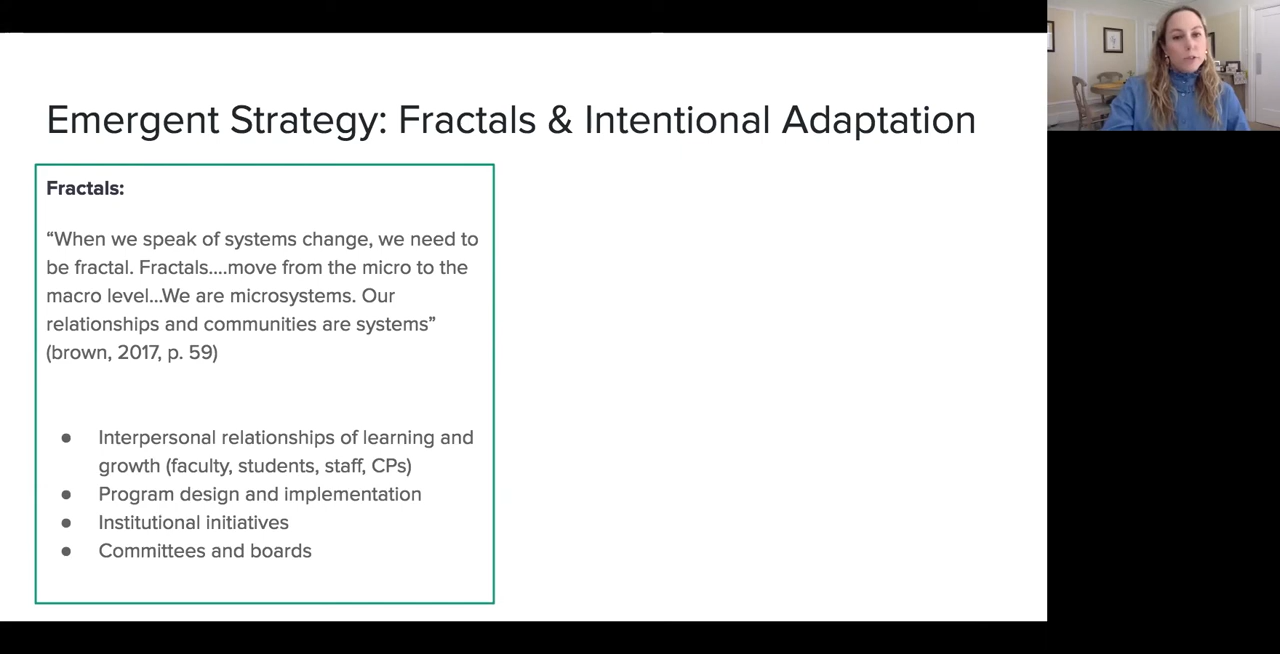 Emergent Strategy: Fractals & Intentional Adaptation
Fractals:
“When we speak of systems change, we need to
be fractal. Fractals....move from the micro to the
macro level...We are microsystems. Our
relationships and communities are systems”
(brown, 2017, p. 59)
● Interpersonal relationships of learning and
growth (faculty, students, staff, CPs)
● Program design and implementation
● Institutional initiatives
● Committees and boards